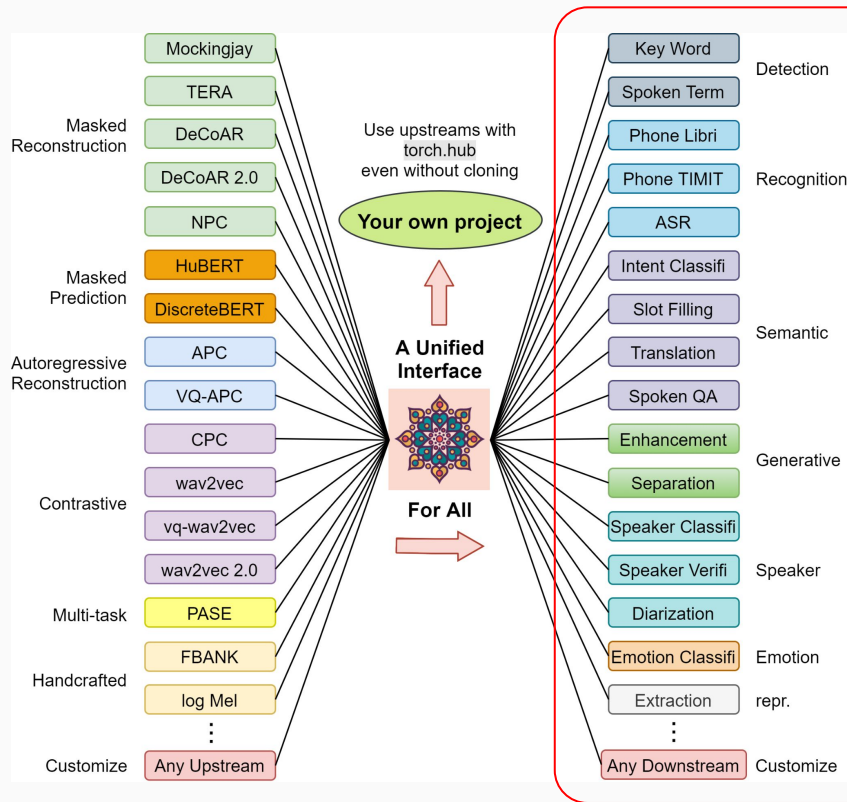 Masked
Reconstruction
Mockingjay
TERA
DeCoAR
DeCoAR 2.0
NPC
Masked
Prediction
HuBERT
DiscreteBERT
Autoregressive
Reconstruction
APC
VQ-APC
Contrastive
CPC
wav2vec
vq-wav2vec
wav2vec 2.0
Multi-task
PASE
Handcrafted
FBANK
log Mel
Customize
Any Upstream
Use upstreams with
torch.hub
even without cloning
Your own project
A Unified
Interface
For All
Key Word
Spoken Term
Detection
Phone Libri
Phone TIMIT
ASR
Recognition
Intent Classifi
Slot Filling
Translation
Spoken QA
Semantic
Enhancement
Separation
Generative
Speaker Classifi
Speaker Verifi
Diarization
Speaker
Emotion Classifi
Emotion
Extraction
repr.
Any Downstream
Customize